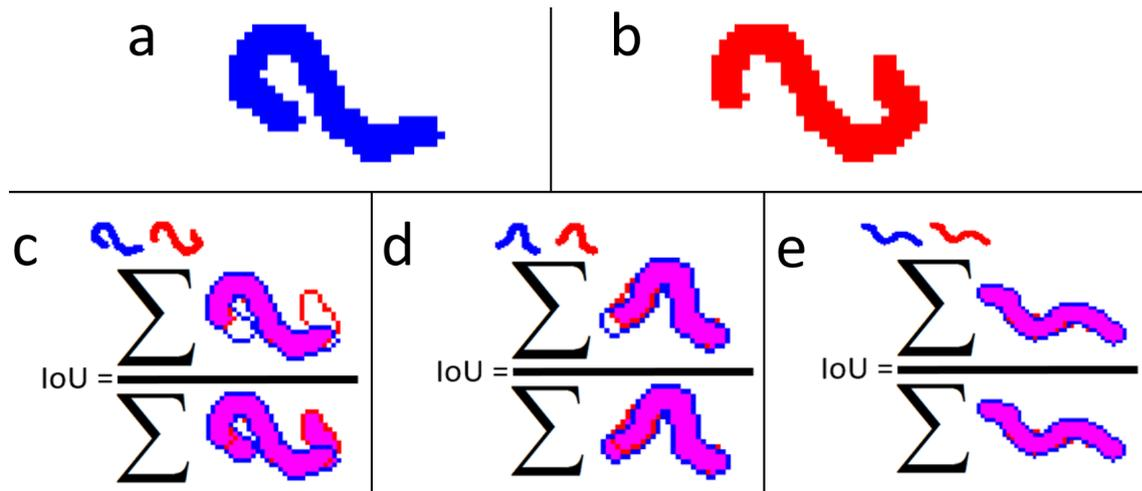 a
b
c
∑
IoU =
∑
d
∑
IoU =
∑
e
∑
IoU =
∑